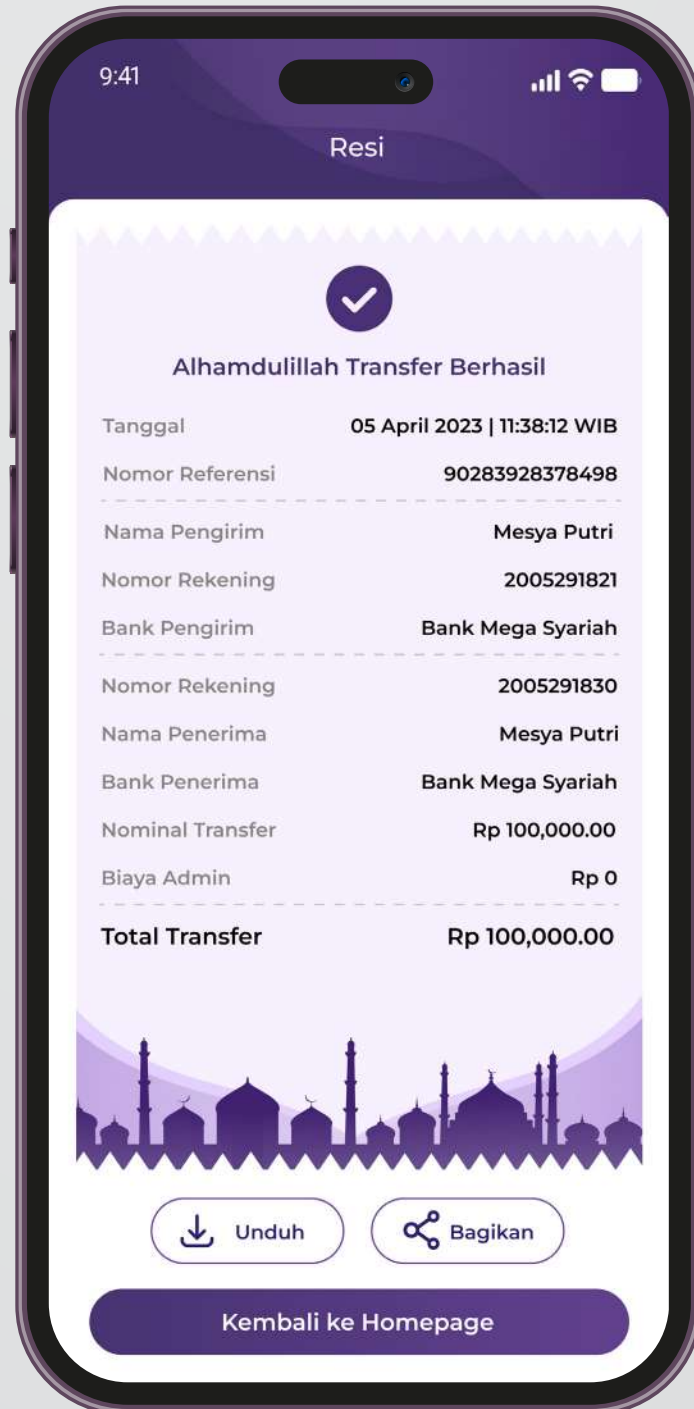 9:41
Resi
Alhamdulillah Transfer Berhasil
Tanggal 05 April 2023 | 11:38:12 WIB
Nomor Referensi 90283928378498
Nama Pengirim Mesya Putri
Nomor Rekening 2005291821
Bank Pengirim Bank Mega Syariah
Nomor Rekening 2005291830
Nama Penerima Mesya Putri
Bank Penerima Bank Mega Syariah
Nominal Transfer Rp 100,000.00
Biaya Admin Rp 0
Total Transfer Rp 100,000.00
Unduh Bagikan
Kembali ke Homepage